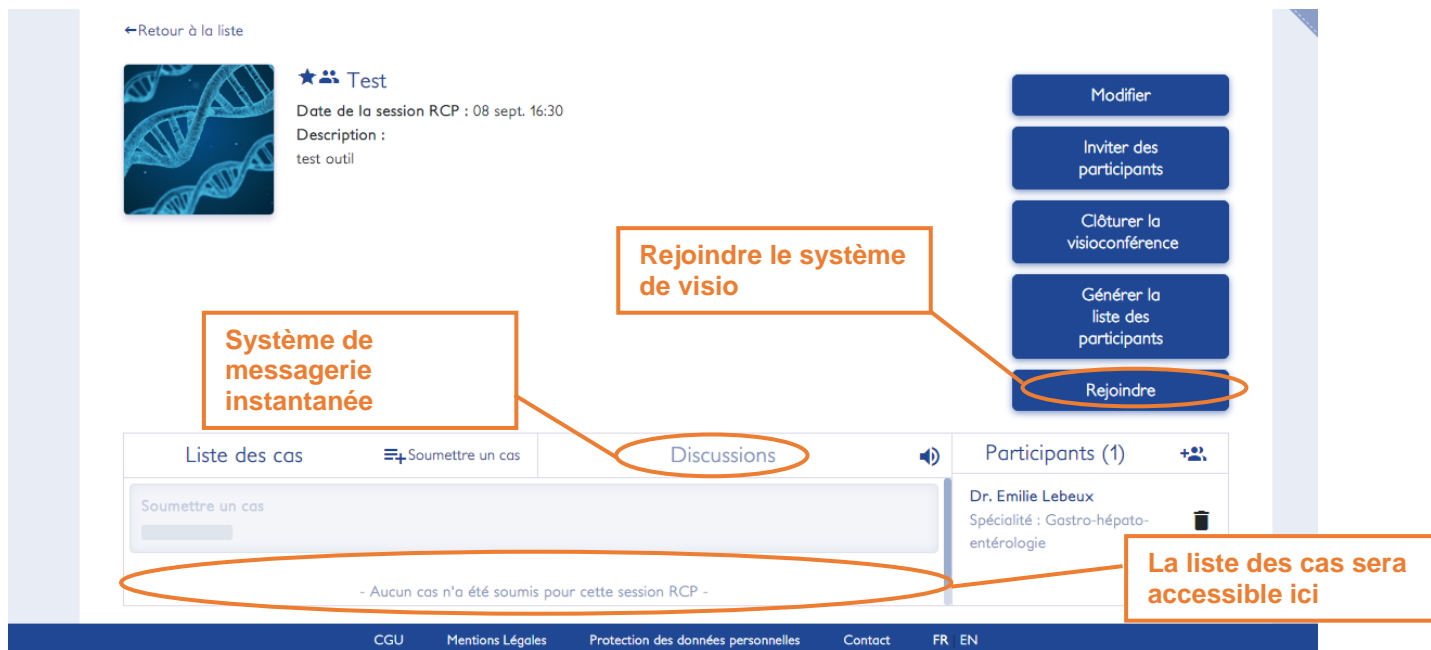 ←Retour à la liste
Test
Date de la session RCP : 08 sept. 16:30
Description :
test outil
Modifier
Inviter des
participants
Clôturer la
visioconférence
Générer la
liste des
participants
Rejoindre
Rejoindre le système
de visio
Système de
messagerie
instantanée
Liste des cas
Soumettre un cas
Discussions
Participants (1)
Soumettre un cas
Dr. Emilie Lebeux
Spécialité : Gastro-hépato-
entérologie
- Aucun cas n'a été soumis pour cette session RCP -
La liste des cas sera
accessible ici
CGU
Mentions Légales
Protection des données personnelles
Contact
FR EN